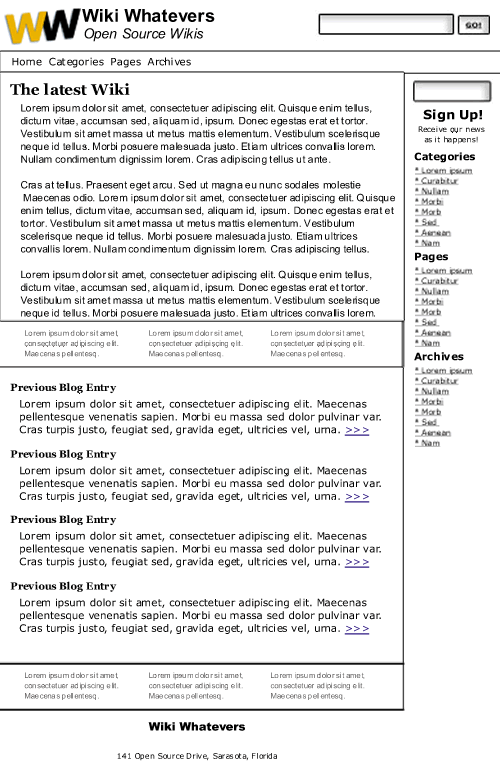 WW
Wiki Whatevers
Open Source Wikis
GO!
Home Categories Pages Archives
The latest Wiki
Lorem ipsum dolor sit amet, consectetuer adipiscing elit. Quisque enim tellus,
dictum vitae, accumsan sed, aliquam id, ipsum. Donec egestas erat et tortor.
Vestibulum sit amet massa ut metus mattis elementum. Vestibulum scelerisque
neque id tellus. Morbi posuere malesuada justo. Etiam ultrices convallis lorem.
Nullam condimentum dignissim lorem. Cras adipiscing tellus ut ante.
Cras at tellus. Praesent eget arcu. Sed ut magna eu nunc sodales molestie
Maecenas odio. Lorem ipsum dolor sit amet, consectetuer adipiscing elit. Quisque
enim tellus, dictum vitae, accumsan sed, aliquam id, ipsum. Donec egestas erat et
tortor. Vestibulum sit amet massa ut metus mattis elementum. Vestibulum
scelerisque neque id tellus. Morbi posuere malesuada justo. Etiam ultrices
convallis lorem. Nullam condimentum dignissim lorem. Cras adipiscing tellus.
Lorem ipsum dolor sit amet, consectetuer adipiscing elit. Quisque enim tellus,
dictum vitae, accumsan sed, aliquam id, ipsum. Donec egestas erat et tortor.
Vestibulum sit amet massa ut metus mattis elementum. Vestibulum scelerisque
neque id tellus. Morbi posuere malesuada justo. Etiam ultrices convallis lorem.
Lorem ipsum dolor sit amet,
consectetuer adipiscing elit.
Maecenas pellentesq.
Lorem ipsum dolor sit amet,
consectetuer adipiscing elit.
Maecenas pellentesq.
Lorem ipsum dolor sit amet,
consectetuer adipiscing elit.
Maecenas pellentesq.
Previous Blog Entry
Lorem ipsum dolor sit amet, consectetuer adipiscing elit. Maecenas
pellentesque venenatis sapien. Morbi eu massa sed dolor pulvinar var.
Cras turpis justo, feugiat sed, gravida eget, ultricies vel, urna. >>>
Previous Blog Entry
Lorem ipsum dolor sit amet, consectetuer adipiscing elit. Maecenas
pellentesque venenatis sapien. Morbi eu massa sed dolor pulvinar var.
Cras turpis justo, feugiat sed, gravida eget, ultricies vel, urna. >>>
Previous Blog Entry
Lorem ipsum dolor sit amet, consectetuer adipiscing elit. Maecenas
pellentesque venenatis sapien. Morbi eu massa sed dolor pulvinar var.
Cras turpis justo, feugiat sed, gravida eget, ultricies vel, urna. >>>
Previous Blog Entry
Lorem ipsum dolor sit amet, consectetuer adipiscing elit. Maecenas
pellentesque venenatis sapien. Morbi eu massa sed dolor pulvinar var.
Cras turpis justo, feugiat sed, gravida eget, ultricies vel, urna. >>>
Lorem ipsum dolor sit amet,
consectetuer adipiscing elit.
Maecenas pellentesq.
Lorem ipsum dolor sit amet,
consectetuer adipiscing elit.
Maecenas pellentesq.
Lorem ipsum dolor sit amet,
consectetuer adipiscing elit.
Maecenas pellentesq.
Sign Up!
Receive our news
as it happens!
Categories
* Lorem ipsum
* Curabitur
* Nullam
* Morbi
* Morb
* Sed
* Aenean
* Nam
Pages
* Lorem ipsum
* Curabitur
* Nullam
* Morbi
* Morb
* Sed
* Aenean
* Nam
Archives
* Lorem ipsum
* Curabitur
* Nullam
* Morbi
* Morb
* Sed
* Aenean
* Nam
Wiki Whatevers
141 Open Source Drive, Sarasota, Florida